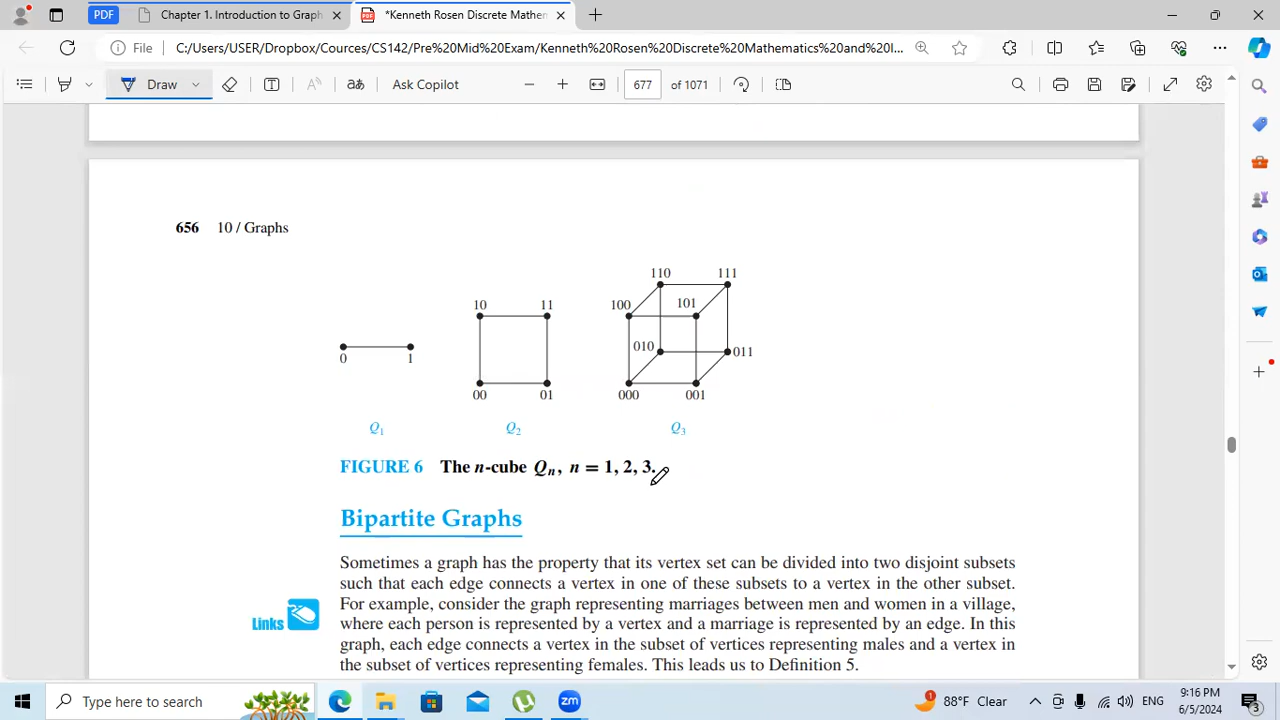 PDF
Chapter 1. Introduction to Graph
*Kenneth Rosen Discrete Mathem
File
C:/Users/USER/Dropbox/Cources/CS142/Pre%20Mid%20Exam/Kenneth%20Rosen%20Discrete%20Mathematics%20and%20I...
Draw
aあ
Ask Copilot
677
of 1071
656 10 / Graphs
110 111
10 11 100 101
010 011
0 1
00 01 000 001
Q1 Q2 Q3
FIGURE 6 The n-cube Qn, n = 1, 2, 3.
Bipartite Graphs
Sometimes a graph has the property that its vertex set can be divided into two disjoint subsets
such that each edge connects a vertex in one of these subsets to a vertex in the other subset.
For example, consider the graph representing marriages between men and women in a village,
Links
where each person is represented by a vertex and a marriage is represented by an edge. In this
graph, each edge connects a vertex in the subset of vertices representing males and a vertex in
the subset of vertices representing females. This leads us to Definition 5.
Type here to search
zm
1
88°F Clear
ENG
9:16 PM
6/5/2024
3